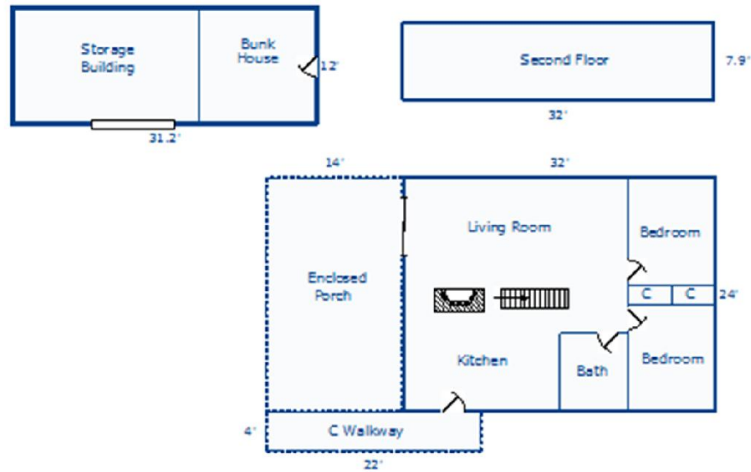 Storage
Building
Bunk
House
12'
31.2'
Second Floor
7.9'
32'
14'
32'
Living Room
Bedroom
Enclosed
Porch
C
C
24'
Kitchen
Bath
Bedroom
4'
C Walkway
22'